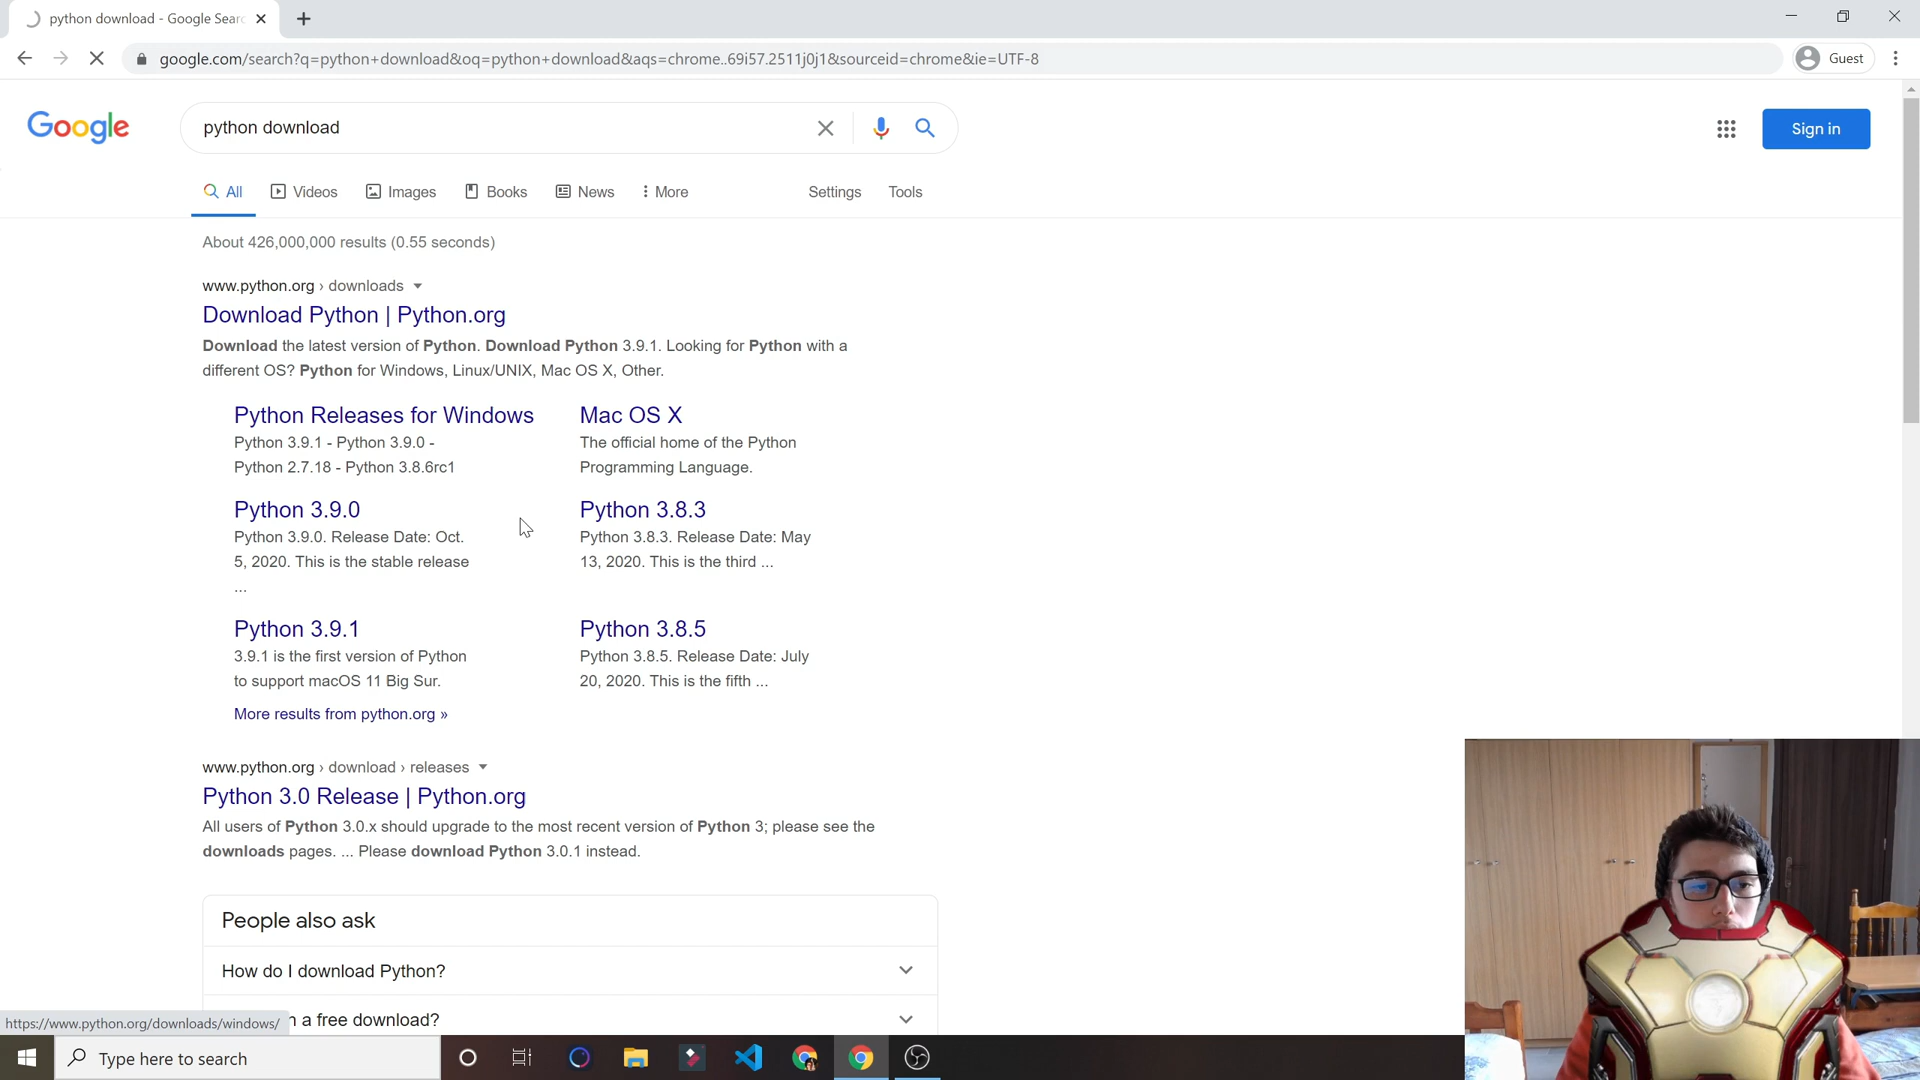 python download - Google Sear
google.com/search?q=python+download&oq=python+download&aqs=chrome..69i57.2511j0j1&sourceid=chrome&ie=UTF-8
Guest
Google
python download
Sign in
All
Videos
Images
Books
News
More
Settings
Tools
About 426,000,000 results (0.55 seconds)
www.python.org › downloads
Download Python | Python.org
Download the latest version of Python. Download Python 3.9.1. Looking for Python with a
different OS? Python for Windows, Linux/UNIX, Mac OS X, Other.
Python Releases for Windows
Python 3.9.1 - Python 3.9.0 -
Python 2.7.18 - Python 3.8.6rc1
Mac OS X
The official home of the Python
Programming Language.
Python 3.9.0
Python 3.9.0. Release Date: Oct.
5, 2020. This is the stable release
...
Python 3.8.3
Python 3.8.3. Release Date: May
13, 2020. This is the third ...
Python 3.9.1
3.9.1 is the first version of Python
to support macOS 11 Big Sur.
Python 3.8.5
Python 3.8.5. Release Date: July
20, 2020. This is the fifth ...
More results from python.org »
www.python.org › download › releases
Python 3.0 Release | Python.org
All users of Python 3.0.x should upgrade to the most recent version of Python 3; please see the
downloads pages. ... Please download Python 3.0.1 instead.
People also ask
How do I download Python?
a free download?
https://www.python.org/downloads/windows/
Type here to search